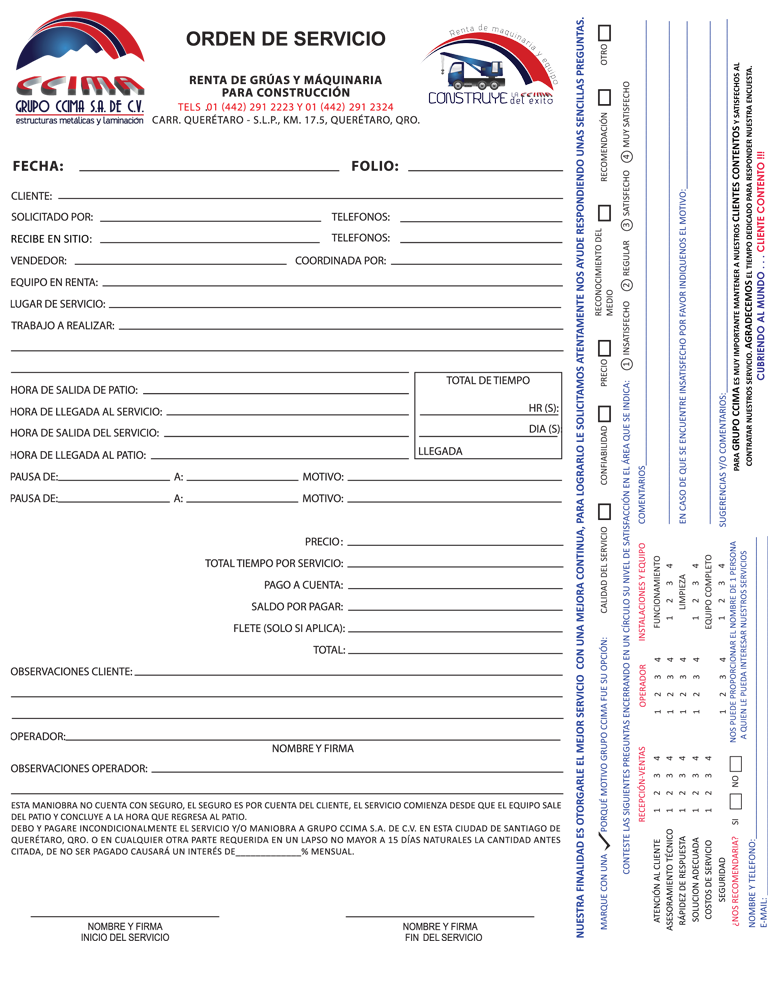 CCIMA
GRUPO CCIMA S.A. DE C.V.
estructuras metálicas y laminación
ORDEN DE SERVICIO
RENTA DE GRÚAS Y MÁQUINARIA
PARA CONSTRUCCIÓN
TELS .01 (442) 291 2223 Y 01 (442) 291 2324
CARR. QUERÉTARO - S.L.P., KM. 17.5, QUERÉTARO, QRO.
Renta de maquinaria y equipo
CONSTRUYE LA CCIMA
del éxito
FECHA: FOLIO:
CLIENTE:
SOLICITADO POR: TELEFONOS:
RECIBE EN SITIO: TELEFONOS:
VENDEDOR: COORDINADA POR:
EQUIPO EN RENTA:
LUGAR DE SERVICIO:
TRABAJO A REALIZAR:
TOTAL DE TIEMPO
HORA DE SALIDA DE PATIO:
HORA DE LLEGADA AL SERVICIO: HR (S):
HORA DE SALIDA DEL SERVICIO: DIA (S):
HORA DE LLEGADA AL PATIO: LLEGADA
PAUSA DE: A: MOTIVO:
PAUSA DE: A: MOTIVO:
PRECIO:
TOTAL TIEMPO POR SERVICIO:
PAGO A CUENTA:
SALDO POR PAGAR:
FLETE (SOLO SI APLICA):
TOTAL:
OBSERVACIONES CLIENTE:
OPERADOR:
NOMBRE Y FIRMA
OBSERVACIONES OPERADOR:
ESTA MANIOBRA NO CUENTA CON SEGURO, EL SEGURO ES POR CUENTA DEL CLIENTE, EL SERVICIO COMIENZA DESDE QUE EL EQUIPO SALE
DEL PATIO Y CONCLUYE A LA HORA QUE REGRESA AL PATIO.
DEBO Y PAGARE INCONDICIONALMENTE EL SERVICIO Y/O MANIOBRA A GRUPO CCIMA S.A. DE C.V. EN ESTA CIUDAD DE SANTIAGO DE
QUERÉTARO, QRO. O EN CUALQUIER OTRA PARTE REQUERIDA EN UN LAPSO NO MAYOR A 15 DÍAS NATURALES LA CANTIDAD ANTES
CITADA, DE NO SER PAGADO CAUSARÁ UN INTERÉS DE_____________% MENSUAL.
NOMBRE Y FIRMA
INICIO DEL SERVICIO
NOMBRE Y FIRMA
FIN DEL SERVICIO
NUESTRA FINALIDAD ES OTORGARLE EL MEJOR SERVICIO CON UNA MEJORA CONTINUA, PARA LOGRARLO LE SOLICITAMOS ATENTAMENTE NOS AYUDE RESPONDIENDO UNAS SENCILLAS PREGUNTAS.
MARQUE CON UNA ✓ PORQUÉ MOTIVO GRUPO CCIMA FUE SU OPCIÓN: CALIDAD DEL SERVICIO CONFIABILIDAD PRECIO RECONOCIMIENTO DEL
MEDIO
RECOMENDACIÓN OTRO
CONTESTE LAS SIGUIENTES PREGUNTAS ENCERRANDO EN UN CÍRCULO SU NIVEL DE SATISFACCIÓN EN EL ÁREA QUE SE INDICA: 1 INSATISFECHO 2 REGULAR 3 SATISFECHO 4 MUY SATISFECHO
RECEPCIÓN-VENTAS OPERADOR INSTALACIONES Y EQUIPO COMENTARIOS
ATENCIÓN AL CLIENTE 1 2 3 4 1 2 3 4 FUNCIONAMIENTO
ASESORAMIENTO TÉCNICO 1 2 3 4 1 2 3 4 1 2 3 4
RÁPIDEZ DE RESPUESTA 1 2 3 4 1 2 3 4 LIMPIEZA EN CASO DE QUE SE ENCUENTRE INSATISFECHO POR FAVOR INDIQUENOS EL MOTIVO:
SOLUCION ADECUADA 1 2 3 4 1 2 3 4 1 2 3 4
COSTOS DE SERVICIO 1 2 3 4 EQUIPO COMPLETO
SEGURIDAD 1 2 3 4 1 2 3 4 SUGERENCIAS Y/O COMENTARIOS:
¿NOS RECOMENDARIA? SI NO NOS PUEDE PROPORCIONAR EL NOMBRE DE 1 PERSONA
A QUIEN LE PUEDA INTERESAR NUESTROS SERVICIOS
NOMBRE Y TELEFONO:
E-MAIL:
PARA GRUPO CCIMA ES MUY IMPORTANTE MANTENER A NUESTROS CLIENTES CONTENTOS Y SATISFECHOS AL
CONTRATAR NUESTROS SERVICIO. AGRADECEMOS EL TIEMPO DEDICADO PARA RESPONDER NUESTRA ENCUESTA.
CUBRIENDO AL MUNDO . . . CLIENTE CONTENTO !!!